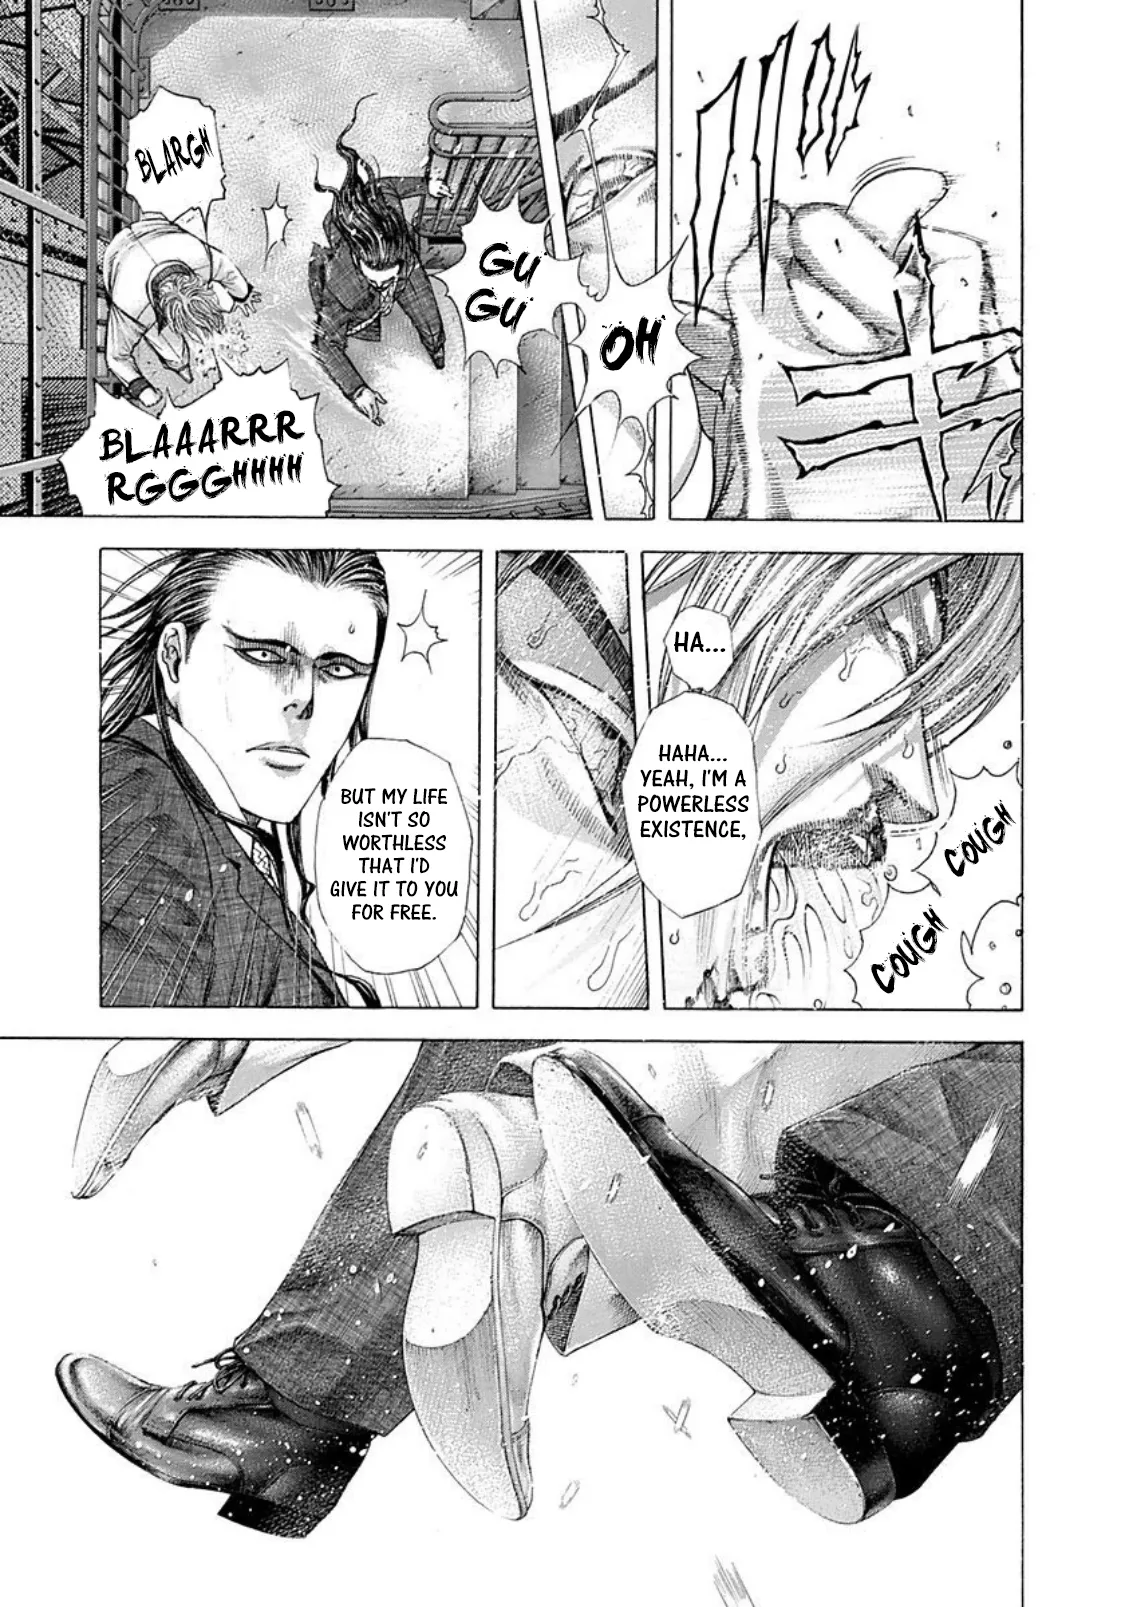 OH
GU
GU
BLARGH
BLAAARRR
RGGGHHHH
HA...
HAHA...
YEAH, I'M A
POWERLESS
EXISTENCE,
COUGH
COUGH
BUT MY LIFE
ISN'T SO
WORTHLESS
THAT I'D
GIVE IT TO YOU
FOR FREE.